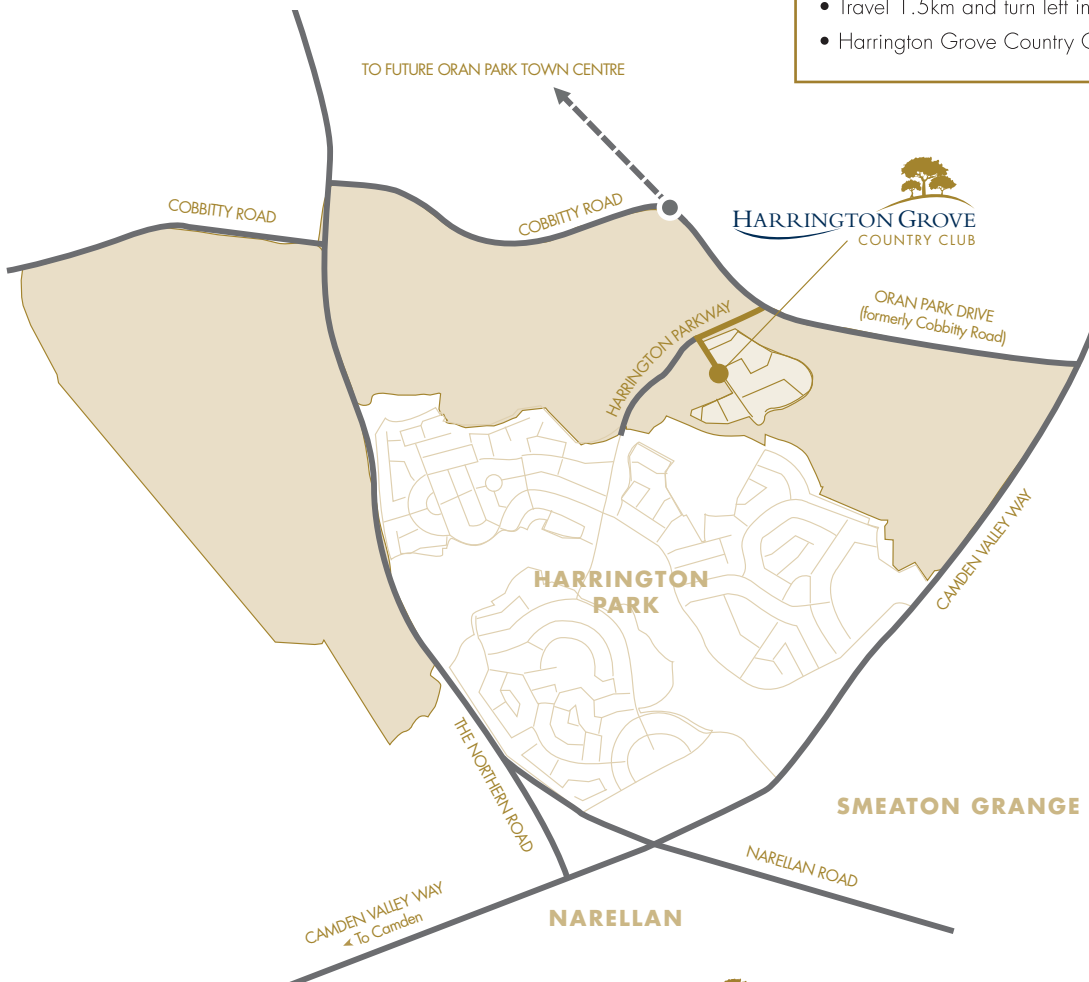 • Travel 1.5km and turn left in
• Harrington Grove Country
TO FUTURE ORAN PARK TOWN CENTRE
COBBITTY ROAD
COBBITTY ROAD
HARRINGTON GROVE
COUNTRY CLUB
ORAN PARK DRIVE
(formerly Cobbitty Road)
HARRINGTON PARKWAY
CAMDEN VALLEY WAY
HARRINGTON
PARK
THE NORTHERN ROAD
SMEATON GRANGE
NARELLAN ROAD
CAMDEN VALLEY WAY
◄ To Camden
NARELLAN